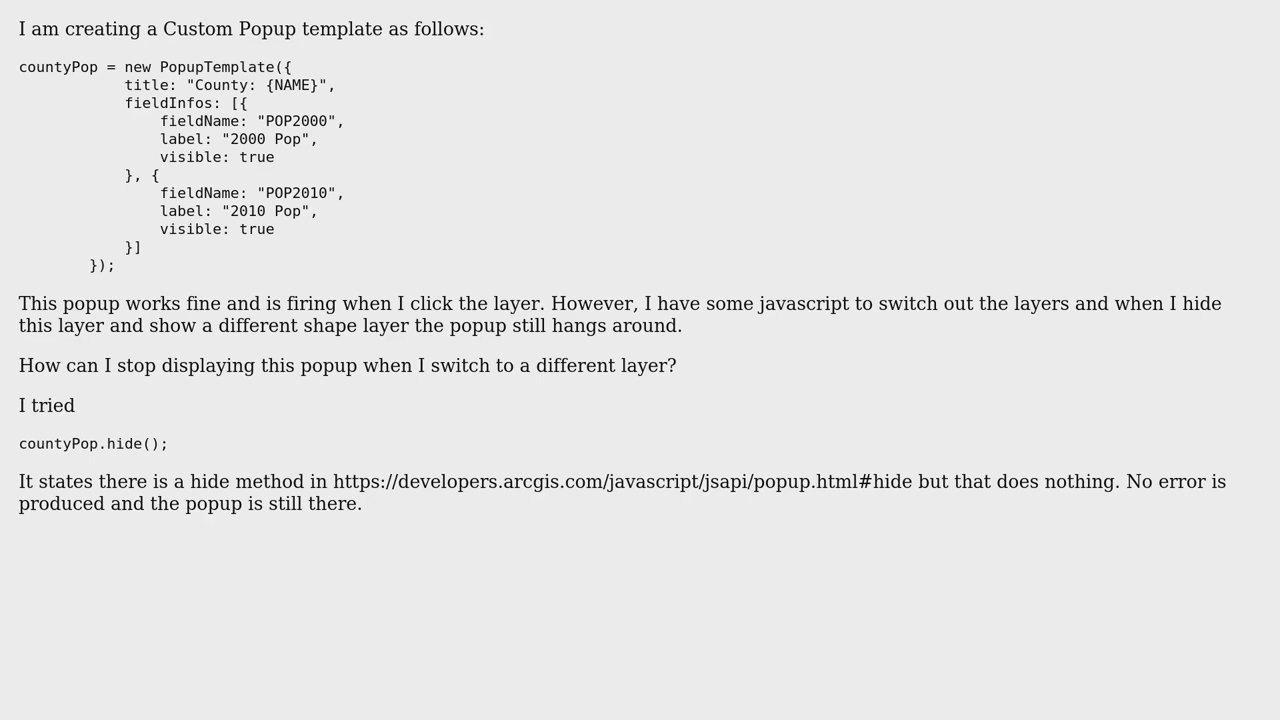 I am creating a Custom Popup template as follows:
countyPop = new PopupTemplate({
            title: "County: {NAME}",
            fieldInfos: [{
                fieldName: "POP2000",
                label: "2000 Pop",
                visible: true
            }, {
                fieldName: "POP2010",
                label: "2010 Pop",
                visible: true
            }]
        });
This popup works fine and is firing when I click the layer. However, I have some javascript to switch out the layers and when I hide
this layer and show a different shape layer the popup still hangs around.
How can I stop displaying this popup when I switch to a different layer?
I tried
countyPop.hide();
It states there is a hide method in https://developers.arcgis.com/javascript/jsapi/popup.html#hide but that does nothing. No error is
produced and the popup is still there.